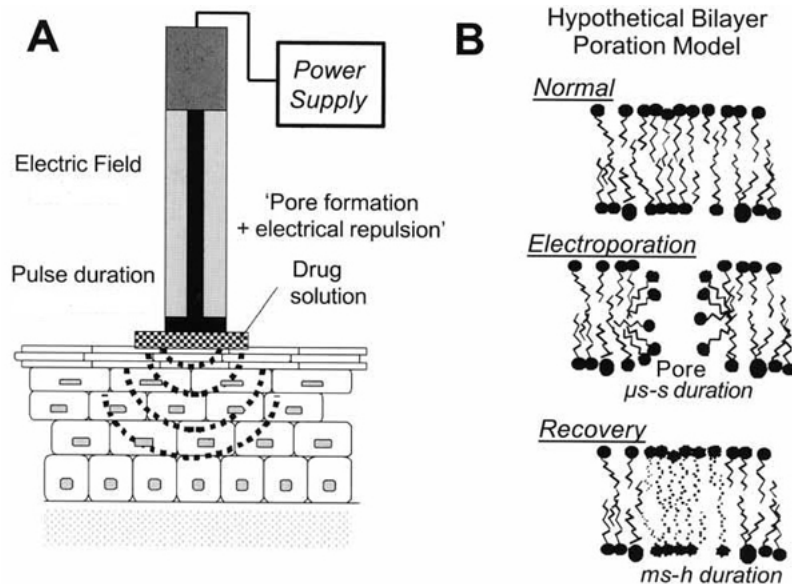 A
Power
Supply
Electric Field
'Pore formation
+ electrical repulsion'
Pulse duration
Drug
solution
B
Hypothetical Bilayer
Poration Model
Normal
Electroporation
Pore
µs-s duration
Recovery
ms-h duration